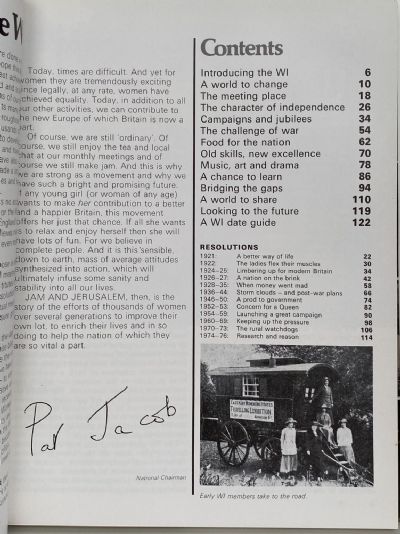 Today, times are difficult. And yet for
women they are tremendously exciting
since legally, at any rate, women have
achieved equality. Today, in addition to all
our other activities, we can contribute to
the new Europe of which Britain is now a
part.
Of course, we are still 'ordinary'. Of
course, we still enjoy the tea and local
chat at our monthly meetings and of
course we still make jam. And this is why
we are strong as a movement and why we
have such a bright and promising future.
If any young girl (or woman of any age)
wants to make her contribution to a better
and a happier Britain, this movement
offers her just that chance. If all she wants
is to relax and enjoy herself then she will
have lots of fun. For we believe in
complete people. And it is this sensible,
down to earth, mass of average attitudes
synthesized into action, which will
ultimately infuse some sanity and
stability into all our lives.
JAM AND JERUSALEM, then, is the
story of the efforts of thousands of women
over several generations to improve their
own lot, to enrich their lives and in so
doing to help the nation of which they
are so vital a part.
Pat Jacob
National Chairman
Contents
Introducing the WI 6
A world to change 10
The meeting place 18
The character of independence 26
Campaigns and jubilees 34
The challenge of war 54
Food for the nation 62
Old skills, new excellence 70
Music, art and drama 78
A chance to learn 86
Bridging the gaps 94
A world to share 110
Looking to the future 119
A WI date guide 122
RESOLUTIONS
1921: A better way of life 22
1922: The ladies flex their muscles 30
1924–25: Limbering up for modern Britain 34
1926–27: A nation on the brink 42
1928–35: When money went mad 58
1936–44: Storm clouds – and post-war plans 66
1946–50: A prod to government 74
1952–53: Concert for a Queen 82
1954–59: Launching a great campaign 90
1960–69: Keeping up the pressure 98
1970–73: The rural watchdogs 106
1974–76: Research and reason 114
TRAVELLING EXHIBITION
Early WI members take to the road.